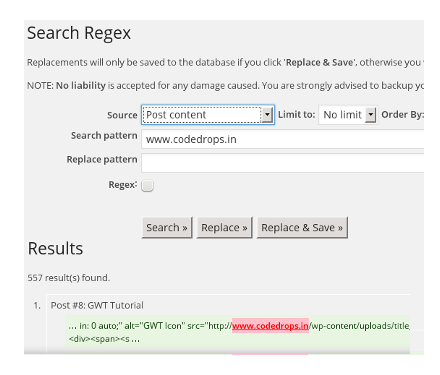 Search Regex
Replacements will only be saved to the database if you click 'Replace & Save', otherwise you
NOTE: No liability is accepted for any damage caused. You are strongly advised to backup
Source Post content Limit to: No limit Order By:
Search pattern www.codedrops.in
Replace pattern
Regex:
Search » Replace » Replace & Save »
Results
557 result(s) found.
1. Post #8: GWT Tutorial
... in: 0 auto;" alt="GWT Icon" src="http://www.codedrops.in/wp-content/uploads/title
<div><span><s ...